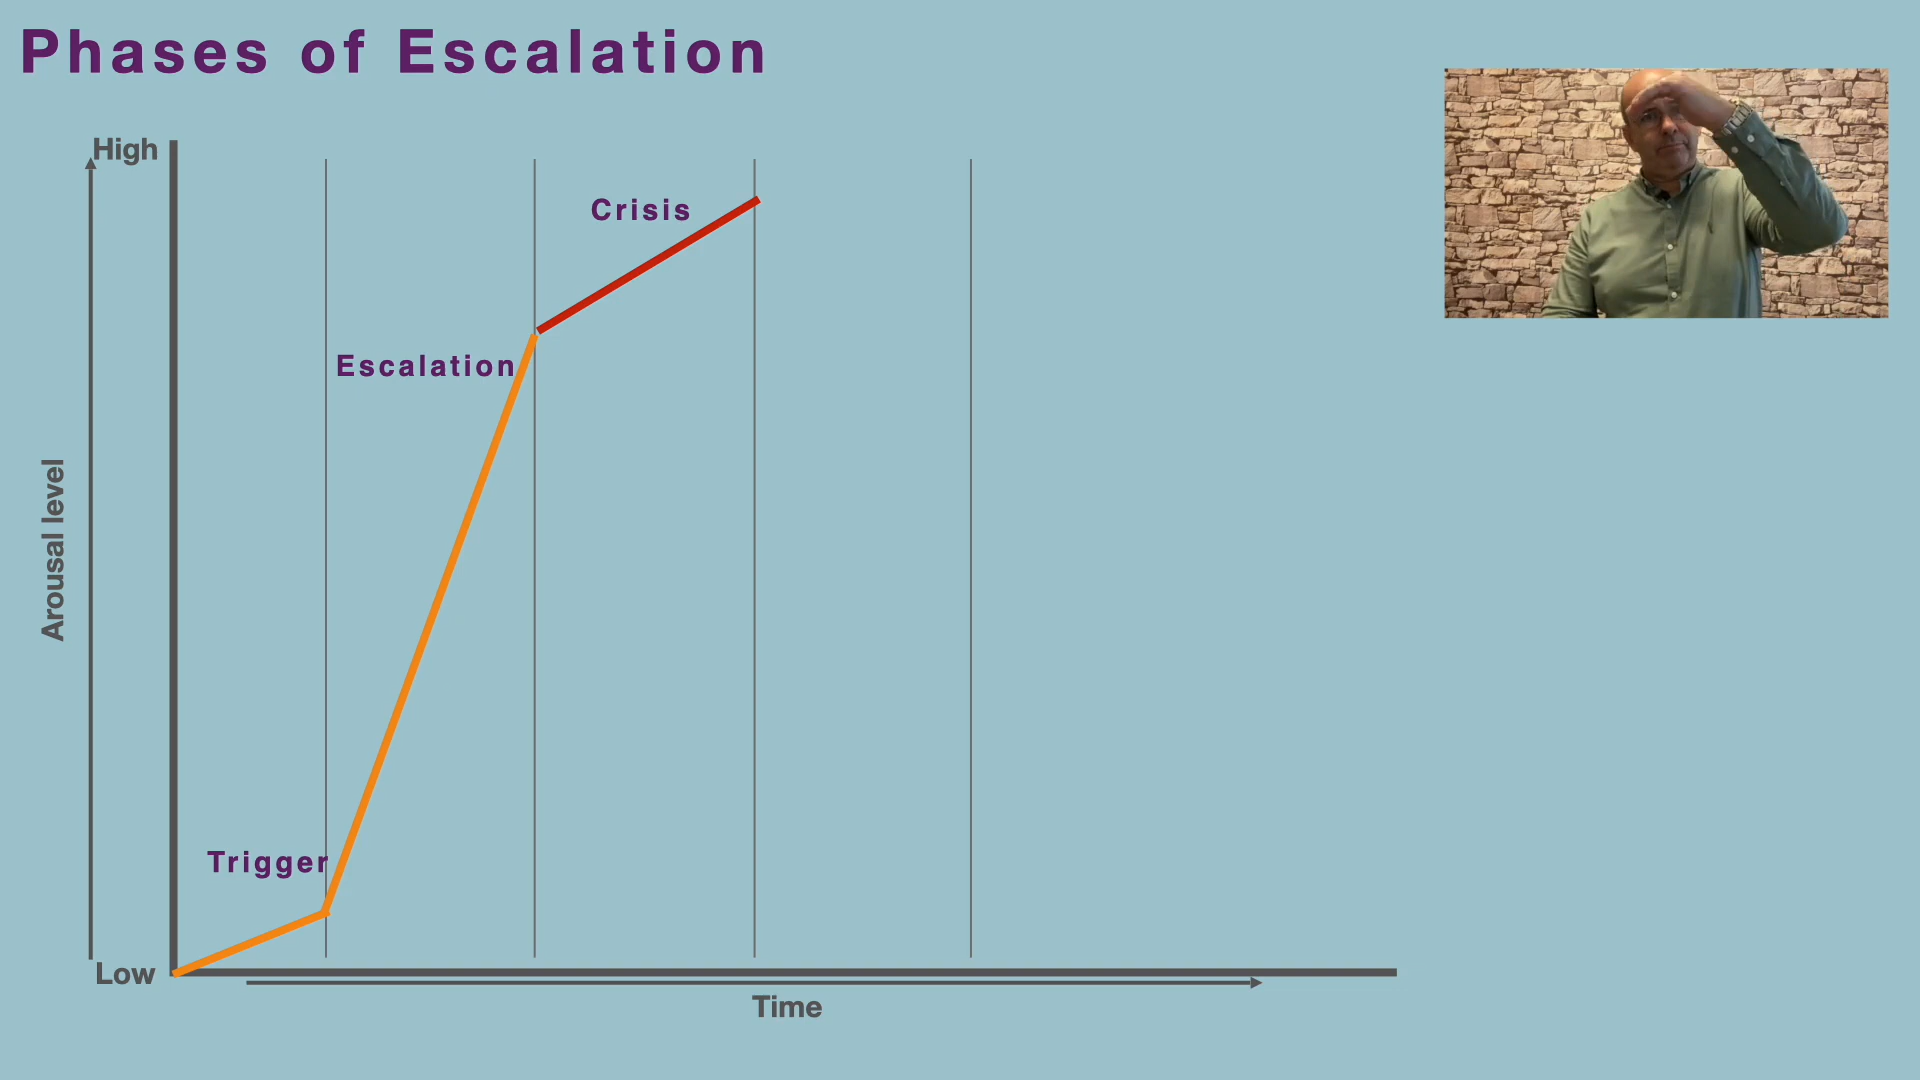 Phases of Escalation
High
Crisis
Escalation
Arousal level
Trigger
Low
Time